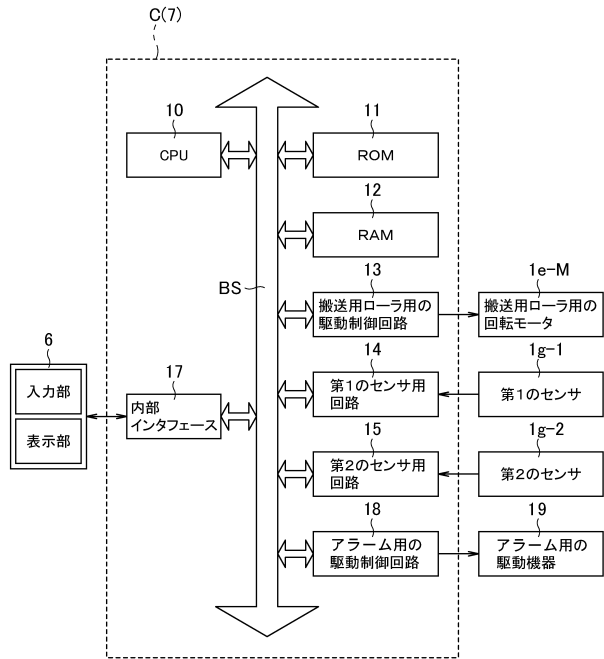 C(7)
10
CPU
11
ROM
12
RAM
BS
13
搬送用ローラ用の
駆動制御回路
1e-M
搬送用ローラ用の
回転モータ
6
入力部
表示部
17
内部
インタフェース
14
第1のセンサ用
回路
1g-1
第1のセンサ
15
第2のセンサ用
回路
1g-2
第2のセンサ
18
アラーム用の
駆動制御回路
19
アラーム用の
駆動機器